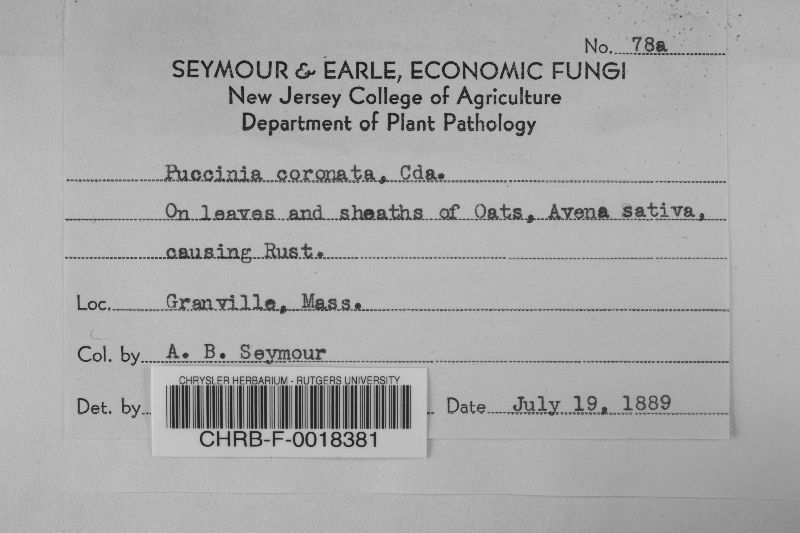 No. 78a
SEYMOUR & EARLE, ECONOMIC FUNGI
New Jersey College of Agriculture
Department of Plant Pathology
Puccinia coronata, Cda.
On leaves and sheaths of Oats, Avena sativa,
causing Rust.
Loc. Granville, Mass.
Col. by A. B. Seymour
CHRYSLER HERBARIUM - RUTGERS UNIVERSITY
Det. by Date July 19, 1889
CHRB-F-0018381